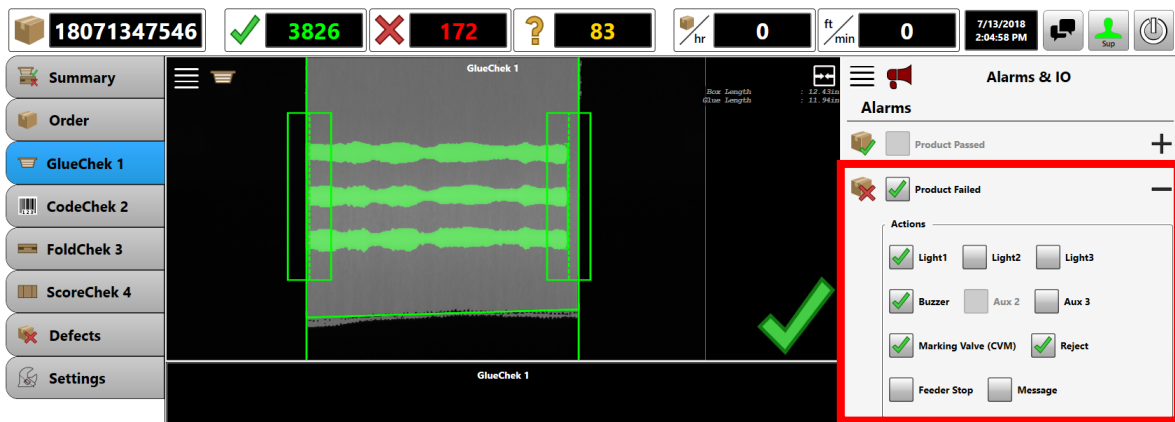 18071347546
3826
172
83
hr
0
ft
min
0
7/13/2018
2:04:58 PM
Sup
Summary
Order
GlueChek 1
CodeChek 2
FoldChek 3
ScoreChek 4
Defects
Settings
GlueChek 1
Box Length : 12.43in
Glue Length : 11.94in
GlueChek 1
Alarms & IO
Alarms
Product Passed
Product Failed
Actions
Light1 Light2 Light3
Buzzer Aux 2 Aux 3
Marking Valve (CVM) Reject
Feeder Stop Message